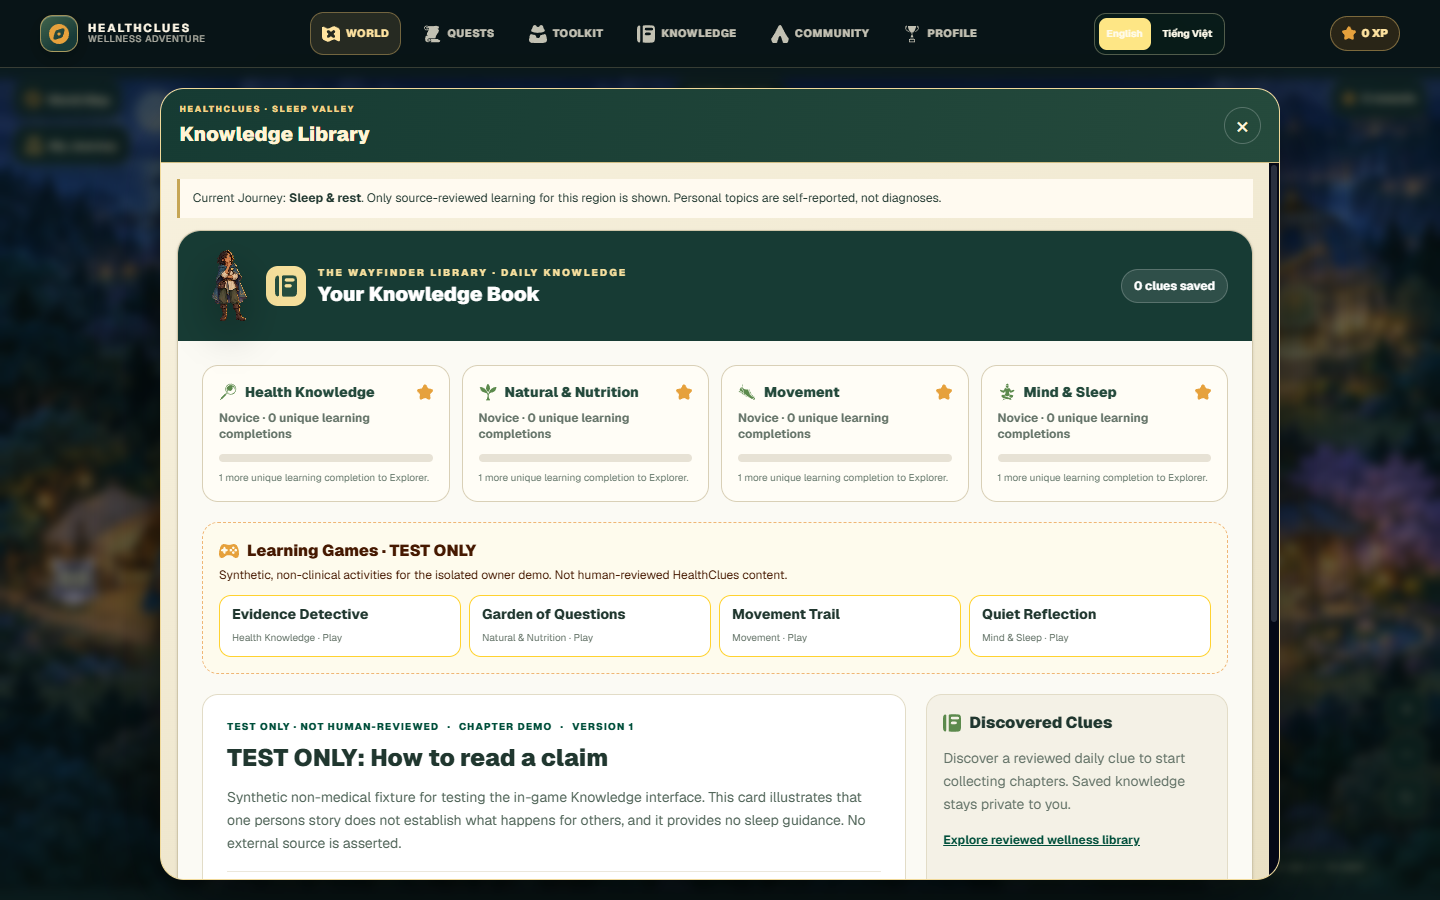 HEALTHCLUES
WELLNESS ADVENTURE
WORLD
QUESTS
TOOLKIT
KNOWLEDGE
COMMUNITY
PROFILE
English
Tiếng Việt
0 XP
HEALTHCLUES · SLEEP VALLEY
Knowledge Library
×
Current Journey: Sleep & rest. Only source-reviewed learning for this region is shown. Personal topics are self-reported, not diagnoses.
THE WAYFINDER LIBRARY · DAILY KNOWLEDGE
Your Knowledge Book
0 clues saved
Health Knowledge
Novice · 0 unique learning
completions
1 more unique learning completion to Explorer.
Natural & Nutrition
Novice · 0 unique learning
completions
1 more unique learning completion to Explorer.
Movement
Novice · 0 unique learning
completions
1 more unique learning completion to Explorer.
Mind & Sleep
Novice · 0 unique learning
completions
1 more unique learning completion to Explorer.
Learning Games · TEST ONLY
Synthetic, non-clinical activities for the isolated owner demo. Not human-reviewed HealthClues content.
Evidence Detective
Health Knowledge · Play
Garden of Questions
Natural & Nutrition · Play
Movement Trail
Movement · Play
Quiet Reflection
Mind & Sleep · Play
TEST ONLY · NOT HUMAN-REVIEWED · CHAPTER DEMO · VERSION 1
TEST ONLY: How to read a claim
Synthetic non-medical fixture for testing the in-game Knowledge interface. This card illustrates that
one persons story does not establish what happens for others, and it provides no sleep guidance. No
external source is asserted.
Discovered Clues
Discover a reviewed daily clue to start
collecting chapters. Saved knowledge
stays private to you.
Explore reviewed wellness library